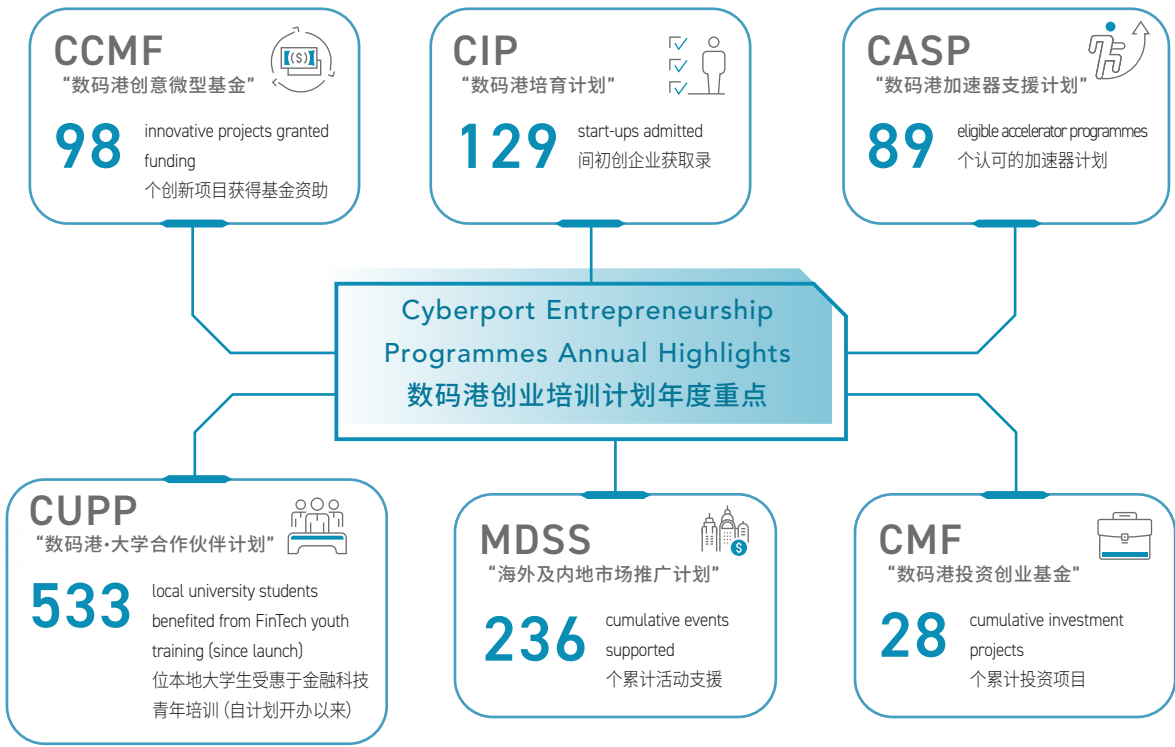 CCMF
“数码港创意微型基金”
98
innovative projects granted
funding
个创新项目获得基金资助
CIP
“数码港培育计划”
129
start-ups admitted
间初创企业获取录
CASP
“数码港加速器支援计划”
89
eligible accelerator programmes
个认可的加速器计划
Cyberport Entrepreneurship
Programmes Annual Highlights
数码港创业培训计划年度重点
CUPP
“数码港·大学合作伙伴计划”
533
local university students
benefited from FinTech youth
training (since launch)
位本地大学生受惠于金融科技
青年培训 (自计划开办以来)
MDSS
“海外及内地市场推广计划”
236
cumulative events
supported
个累计活动支援
CMF
“数码港投资创业基金”
28
cumulative investment
projects
个累计投资项目